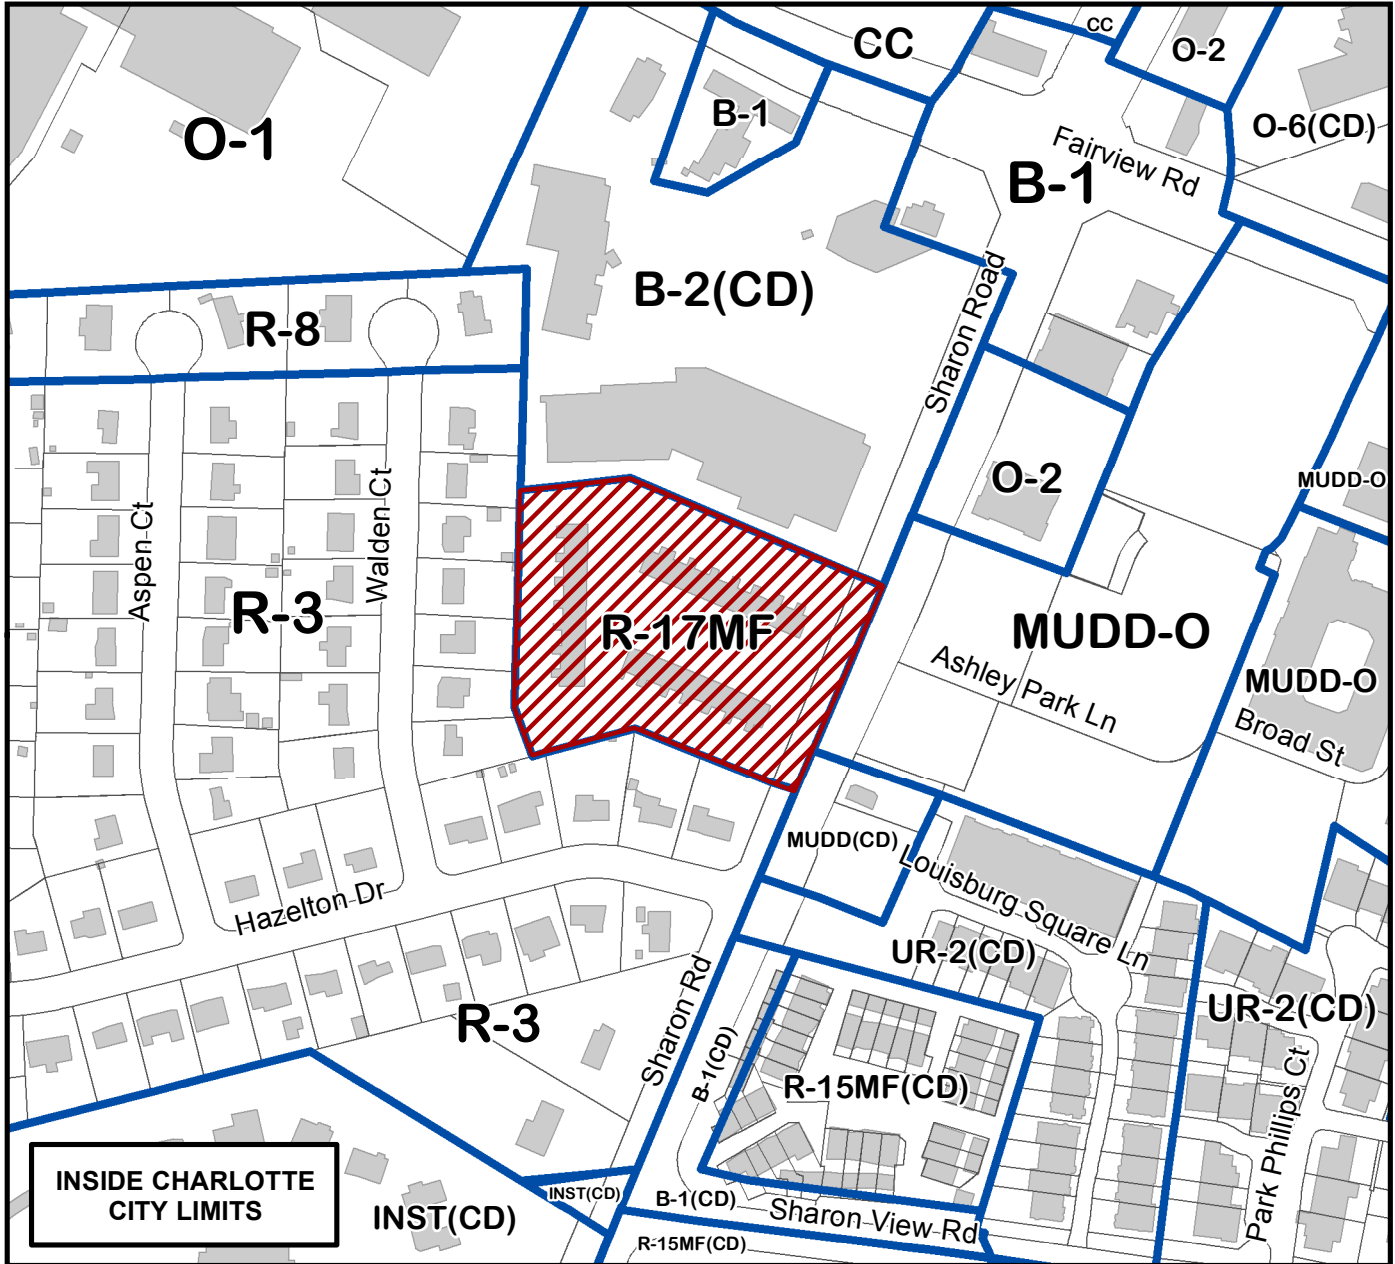 CC
CC
O-2
B-1
O-1
O-6(CD)
Fairview Rd
B-1
B-2(CD)
Sharon Road
R-8
O-2
MUDD-O
Aspen Ct
Walden Ct
R-3
R-17MF
MUDD-O
Ashley Park Ln
MUDD-O
Broad St
MUDD(CD)
Louisburg Square Ln
Hazelton Dr
UR-2(CD)
UR-2(CD)
R-3
Sharon Rd
B-1(CD)
R-15MF(CD)
Park Phillips Ct
INSIDE CHARLOTTE
CITY LIMITS
INST(CD)
INST(CD)
B-1(CD)
Sharon View Rd
R-15MF(CD)